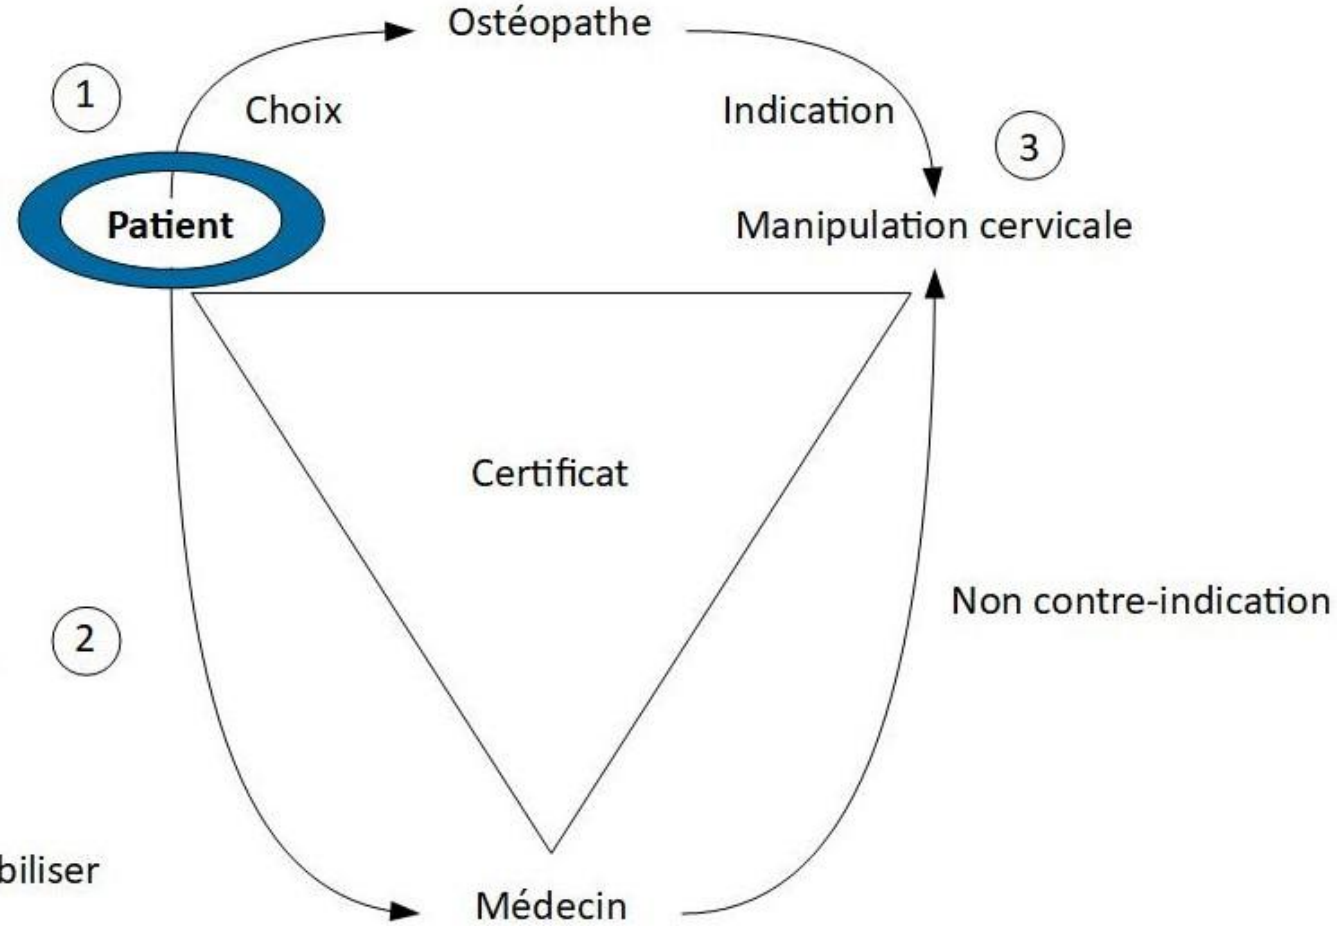 Ostéopathe
1
Choix
Indication
3
Patient
Manipulation cervicale
Certificat
Non contre-indication
2
biliser
Médecin